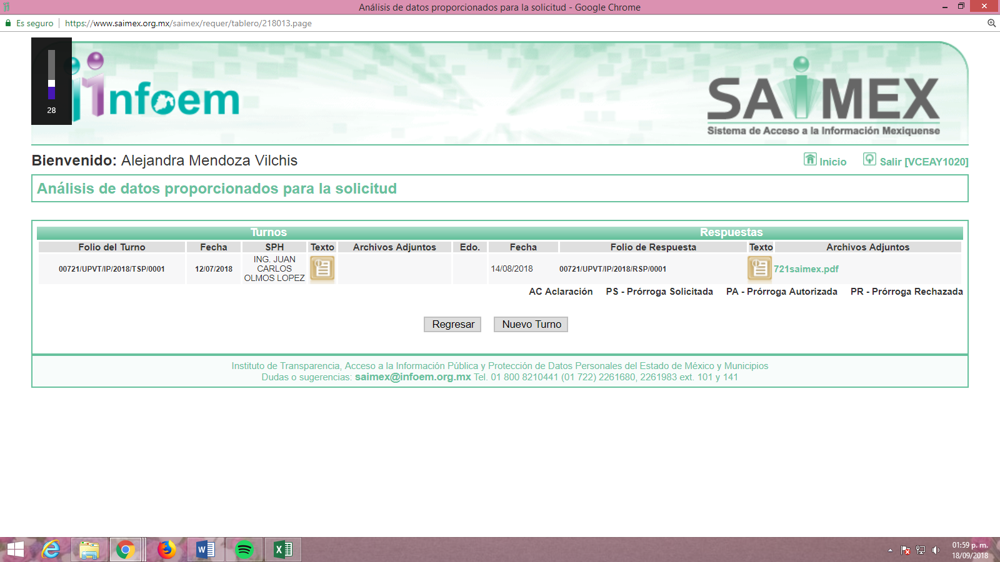 Análisis de datos proporcionados para la solicitud - Google Chrome
Es seguro https://www.saimex.org.mx/saimex/requer/tablero/218013.page
28
infoem
SAiMEX
Sistema de Acceso a la Información Mexiquense
Bienvenido: Alejandra Mendoza Vilchis
Inicio Salir [VCEAY1020]
Análisis de datos proporcionados para la solicitud
Turnos Respuestas
Folio del Turno Fecha SPH Texto Archivos Adjuntos Edo. Fecha Folio de Respuesta Texto Archivos Adjuntos
00721/UPVT/IP/2018/TSP/0001 12/07/2018 ING. JUAN
CARLOS
OLMOS LOPEZ
14/08/2018 00721/UPVT/IP/2018/RSP/0001 721saimex.pdf
AC Aclaración PS - Prórroga Solicitada PA - Prórroga Autorizada PR - Prórroga Rechazada
Regresar Nuevo Turno
Instituto de Transparencia, Acceso a la Información Pública y Protección de Datos Personales del Estado de México y Municipios
Dudas o sugerencias: saimex@infoem.org.mx Tel. 01 800 8210441 (01 722) 2261680, 2261983 ext. 101 y 141
01:59 p. m.
18/09/2018